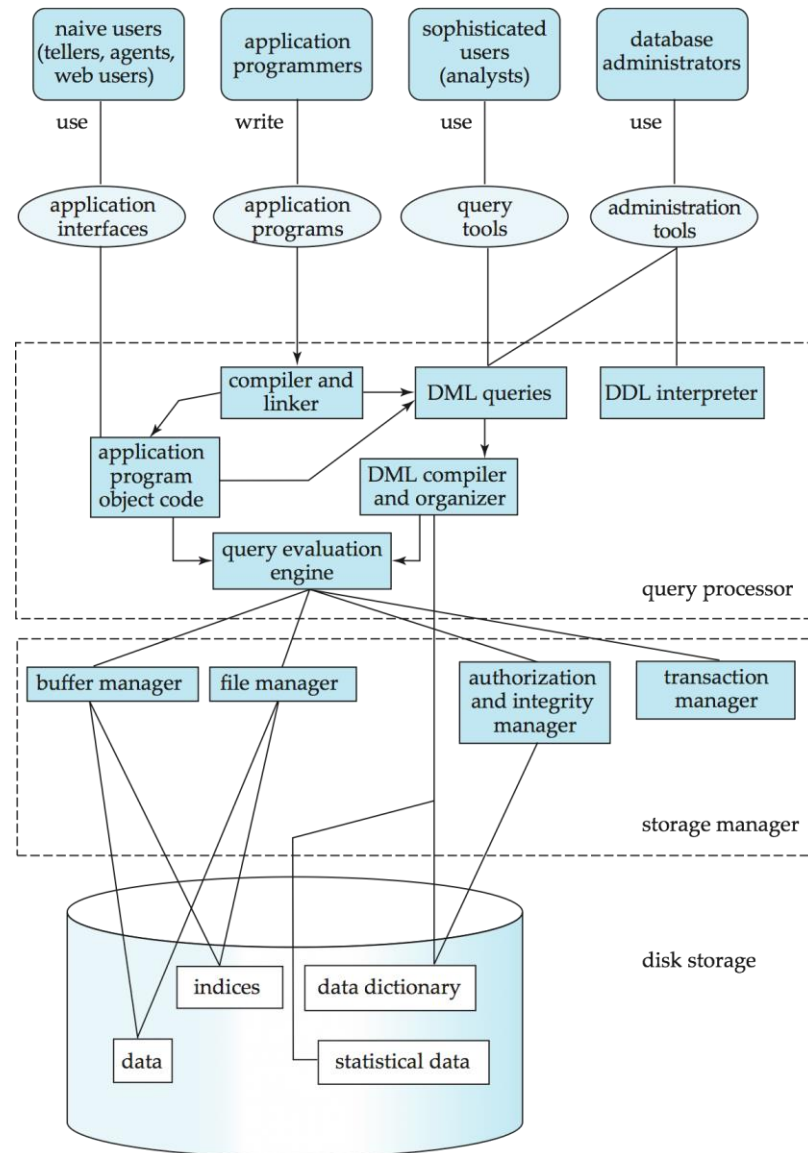 naive users
(tellers, agents,
web users)
application
programmers
sophisticated
users
(analysts)
database
administrators
use
write
use
use
application
interfaces
application
programs
query
tools
administration
tools
compiler and
linker
DML queries
DDL interpreter
application
program
object code
DML compiler
and organizer
query evaluation
engine
query processor
buffer manager
file manager
authorization
and integrity
manager
transaction
manager
storage manager
disk storage
indices
data dictionary
data
statistical data